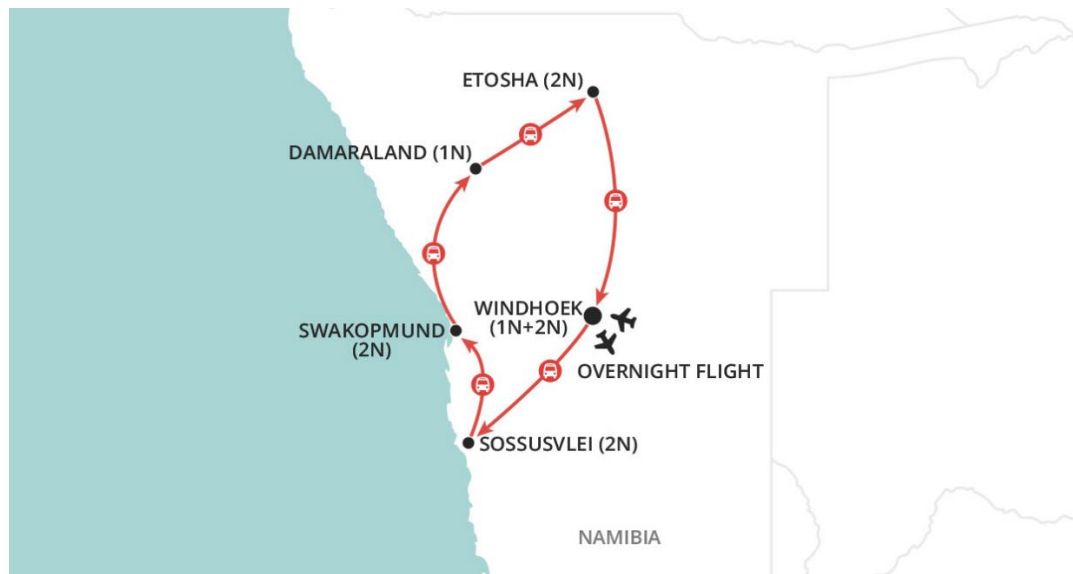 ETOSHA (2N)
DAMARALAND (1N)
WINDHOEK
(1N+2N)
SWAKOPMUND
(2N)
OVERNIGHT FLIGHT
SOSSUSVLEI (2N)
NAMIBIA